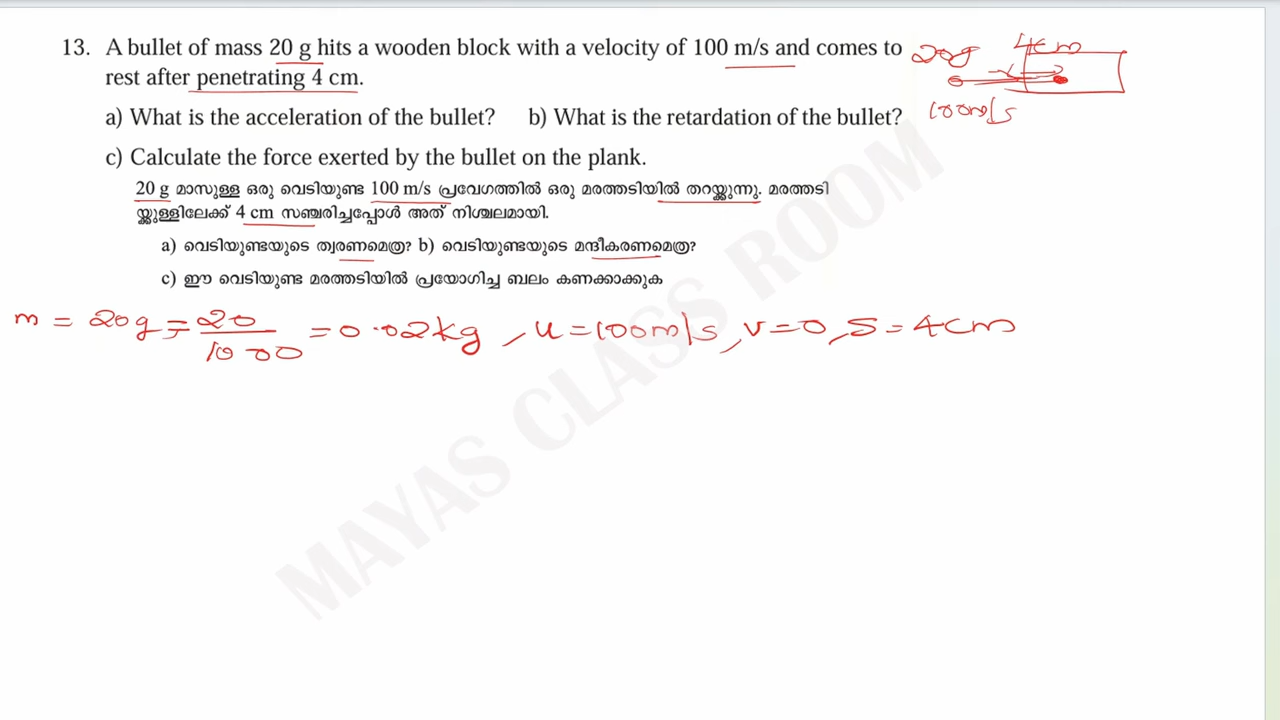 13. A bullet of mass 20 g hits a wooden block with a velocity of 100 m/s and comes to
rest after penetrating 4 cm.
20g 4cm
100m/s
a) What is the acceleration of the bullet? b) What is the retardation of the bullet?
c) Calculate the force exerted by the bullet on the plank.
20 g മാസുള്ള ഒരു വെടിയുണ്ട 100 m/s പ്രവേഗത്തിൽ ഒരു മരത്തടിയിൽ തറയ്ക്കുന്നു. മരത്തടി
യ്ക്കുള്ളിലേക്ക് 4 cm സഞ്ചരിച്ചപ്പോൾ അത് നിശ്ചലമായി.
a) വെടിയുണ്ടയുടെ ത്വരണമെത്ര? b) വെടിയുണ്ടയുടെ മന്ദീകരണമെത്ര?
c) ഈ വെടിയുണ്ട മരത്തടിയിൽ പ്രയോഗിച്ച ബലം കണക്കാക്കുക
m = 20g = 20/1000 = 0.02kg , u = 100m/s, v = 0, s = 4cm
MAYAS CLASS ROOM